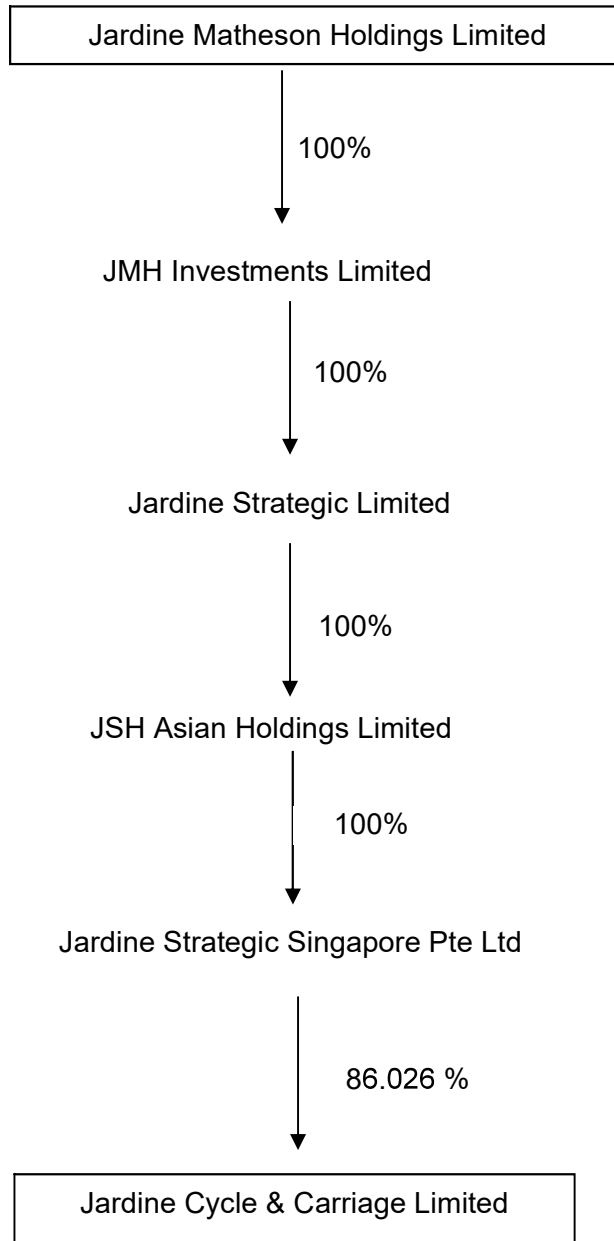 Jardine Matheson Holdings Limited
100%
JMH Investments Limited
100%
Jardine Strategic Limited
100%
JSH Asian Holdings Limited
100%
Jardine Strategic Singapore Pte Ltd
86.026 %
Jardine Cycle & Carriage Limited